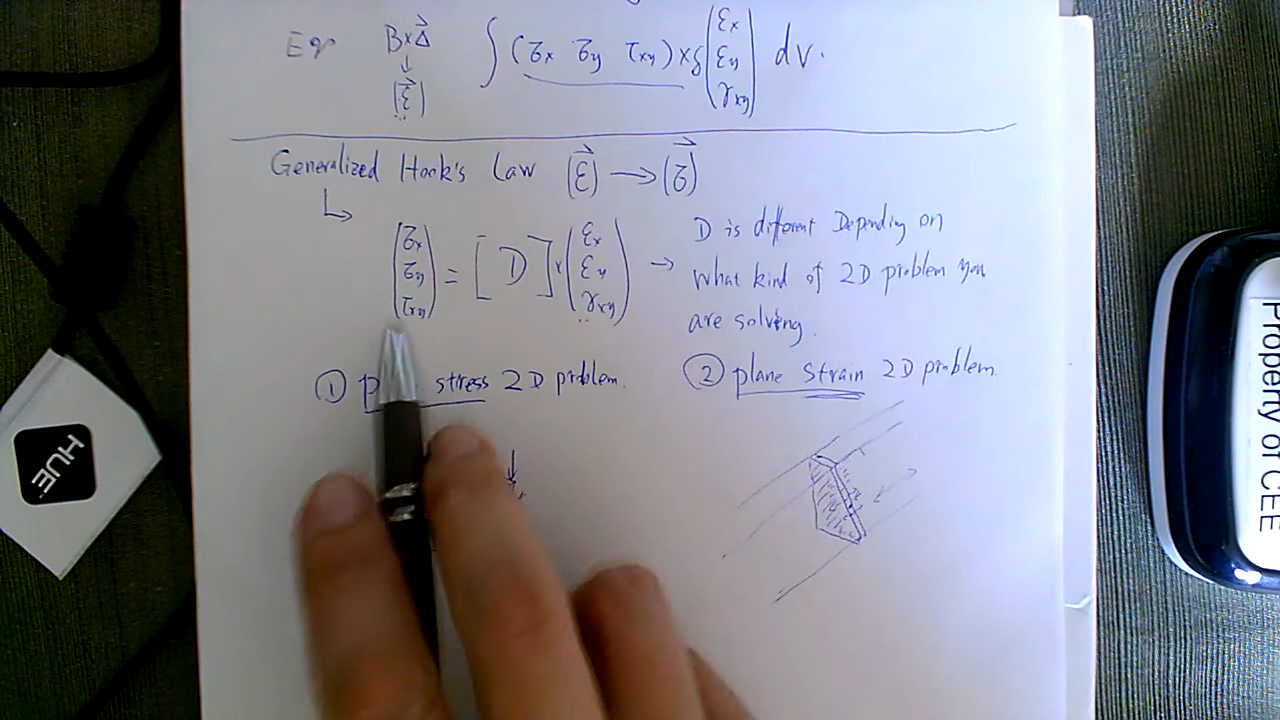 Eq B×Δ⃗ ∫ (σx σy τxy) × δ (εx εy γxy) dv.
↓
(ε⃗)
Generalized Hook's Law (ε⃗) → (σ⃗)
(σx σy τxy) = [D] × (εx εy γxy) → D is different Depending on
what kind of 2D problem you
are solving.
① p stress 2D problem. ② plane strain 2D problem.
HUE
Property of CEE